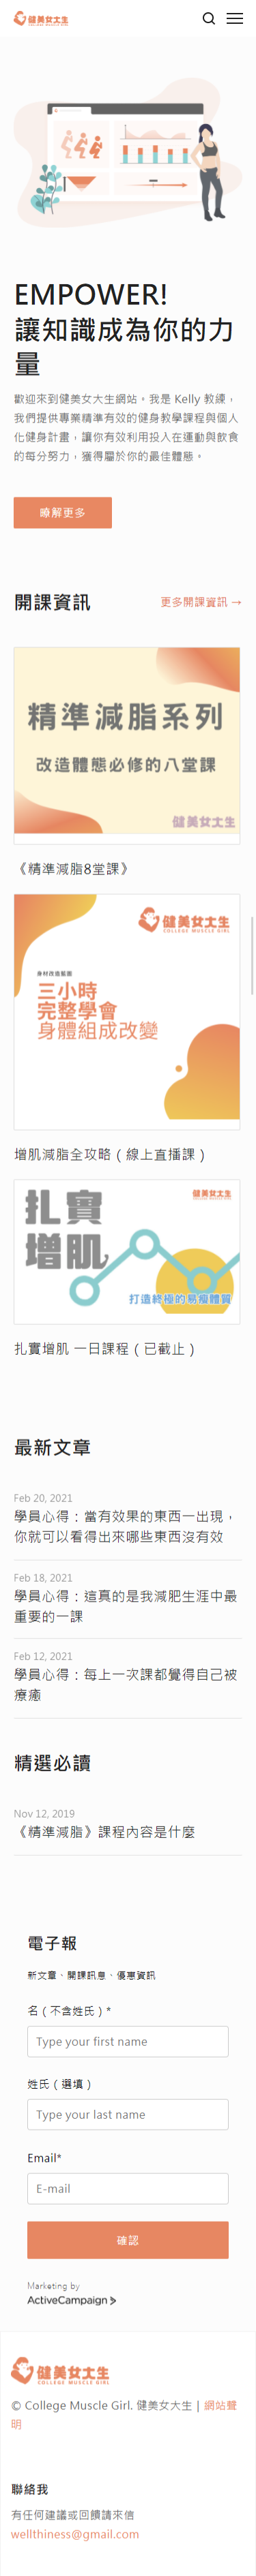 健美女大生
COLLEGE MUSCLE GIRL
EMPOWER!
讓知識成為你的力
量
歡迎來到健美女大生網站，我是 Kelly 教練，
我們提供專業精準有效的健身教學課程與個人
化健身計畫，讓你有效利用投入在運動與飲食
的每分努力，獲得屬於你的最佳體態。
瞭解更多
開課資訊
更多開課資訊 →
精準減脂系列
改造體態必修的八堂課
健美女大生
《精準減脂8堂課》
健美女大生
COLLEGE MUSCLE GIRL
身材改造藍圖
三小時
完整學會
身體組成改變
增肌減脂全攻略（線上直播課）
健美女大生
扎實
增肌
打造終極的易瘦體質
扎實增肌 一日課程（已截止）
最新文章
Feb 20, 2021
學員心得：當有效果的東西一出現，
你就可以看得出來哪些東西沒有效
Feb 18, 2021
學員心得：這真的是我減肥生涯中最
重要的一課
Feb 12, 2021
學員心得：每上一次課都覺得自己被
療癒
精選必讀
Nov 12, 2019
《精準減脂》課程內容是什麼
電子報
新文章、開課訊息、優惠資訊
名（不含姓氏）*
Type your first name
姓氏（選填）
Type your last name
Email*
E-mail
確認
Marketing by
ActiveCampaign >
健美女大生
COLLEGE MUSCLE GIRL
© College Muscle Girl. 健美女大生 | 網站聲
明
聯絡我
有任何建議或回饋請來信
wellthiness@gmail.com